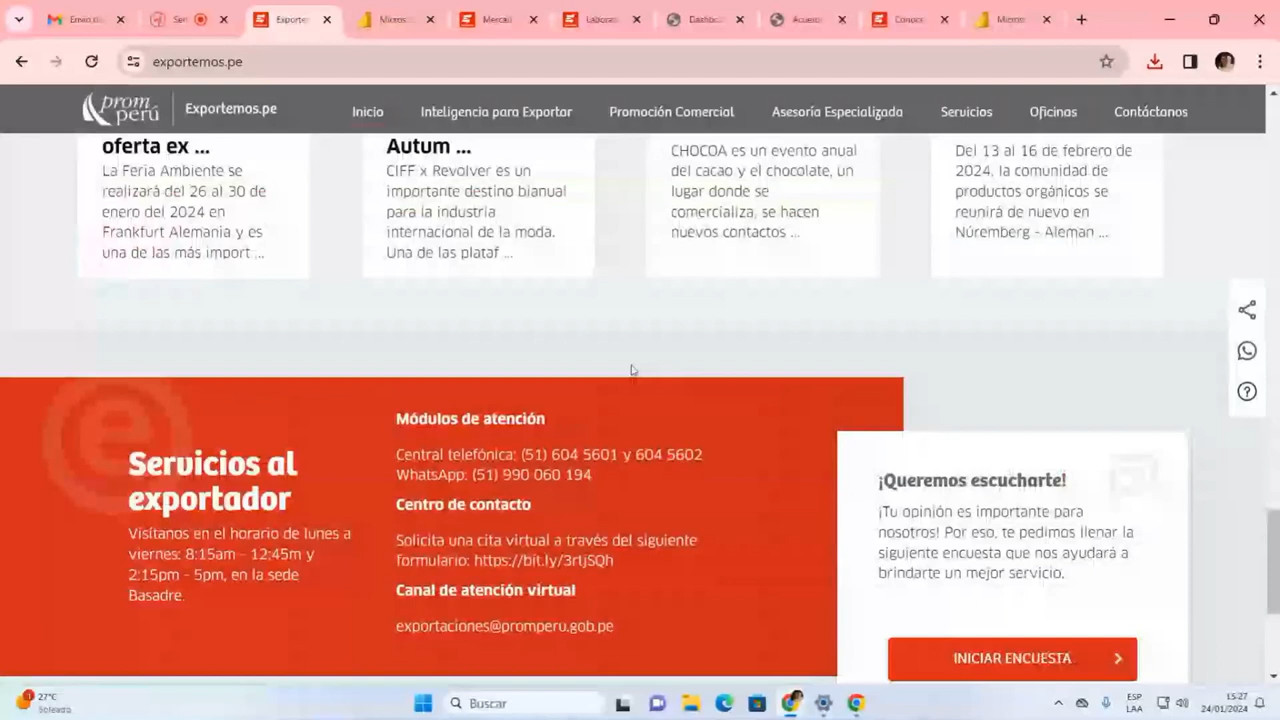 Envío d
Sen
Exporte
Micros
Mercad
Laborat
Dashbo
Acuerd
Conoce
Micros
exportemos.pe
prom perú
Exportemos.pe
Inicio
Inteligencia para Exportar
Promoción Comercial
Asesoría Especializada
Servicios
Oficinas
Contáctanos
oferta ex ...
La Feria Ambiente se
realizará del 26 al 30 de
enero del 2024 en
Frankfurt Alemania y es
una de las más import ...
Autum ...
CIFF x Revolver es un
importante destino bianual
para la industria
internacional de la moda.
Una de las plataf ...
CHOCOA es un evento anual
del cacao y el chocolate, un
lugar donde se
comercializa, se hacen
nuevos contactos ...
Del 13 al 16 de febrero de
2024, la comunidad de
productos orgánicos se
reunirá de nuevo en
Núremberg - Aleman ...
Servicios al
exportador
Visítanos en el horario de lunes a
viernes: 8:15am - 12:45m y
2:15pm - 5pm, en la sede
Basadre.
Módulos de atención
Central telefónica: (51) 604 5601 y 604 5602
WhatsApp: (51) 990 060 194
Centro de contacto
Solicita una cita virtual a través del siguiente
formulario: https://bit.ly/3rtjSQh
Canal de atención virtual
exportaciones@promperu.gob.pe
¡Queremos escucharte!
¡Tu opinión es importante para
nosotros! Por eso, te pedimos llenar la
siguiente encuesta que nos ayudará a
brindarte un mejor servicio.
INICIAR ENCUESTA
27°C
Soleado
Buscar
ESP
LAA
15:27
24/01/2024